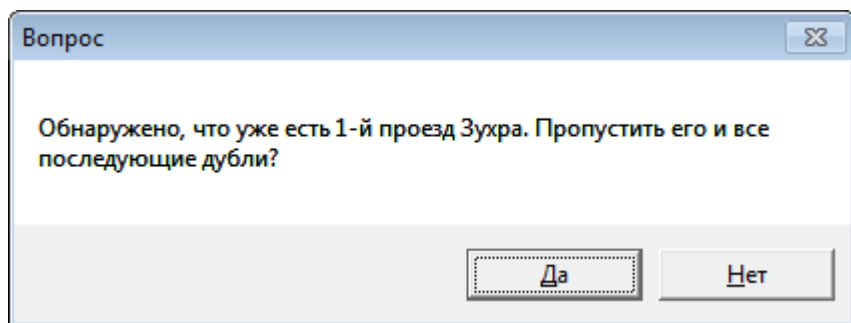 Вопрос
Обнаружено, что уже есть 1-й проезд Зухра. Пропустить его и все
последующие дубли?
Да
Нет